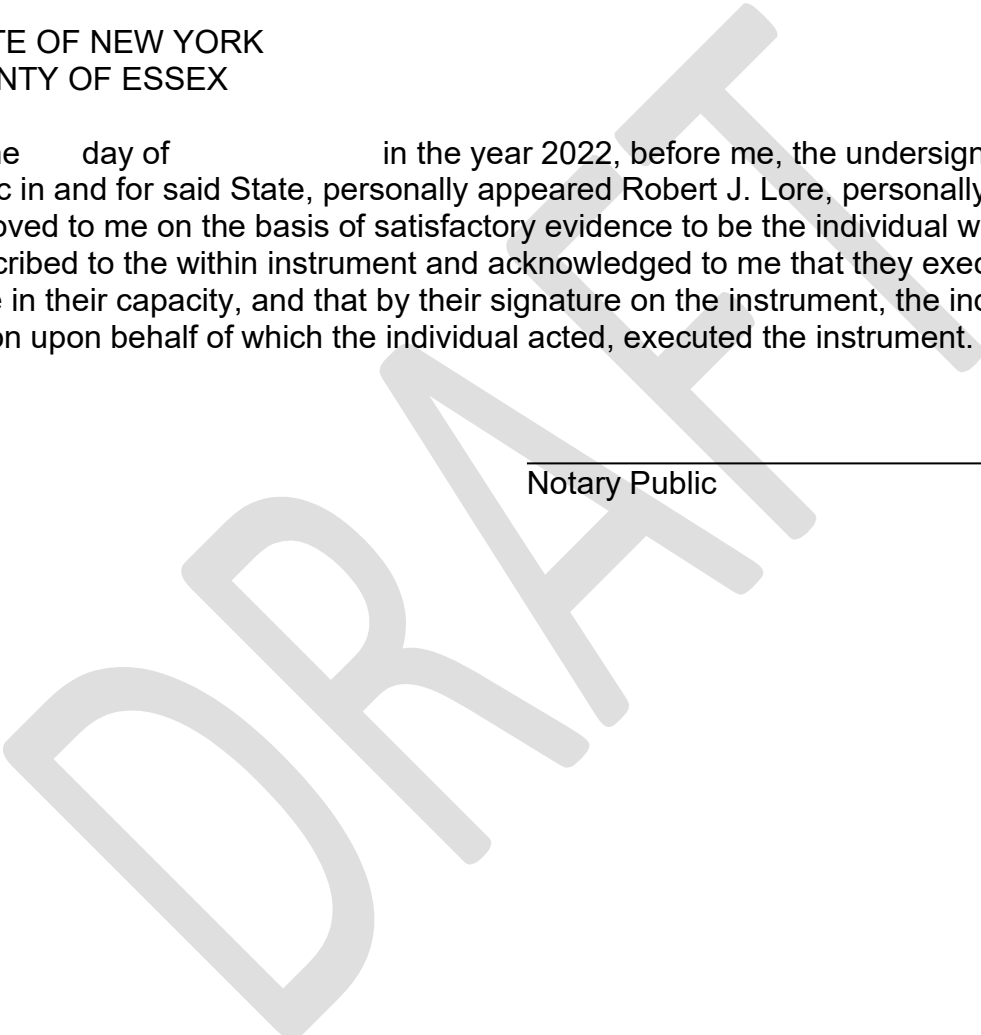 TE OF NEW YORK
NTY OF ESSEX
ne day of in the year 2022, before me, the undersign
c in and for said State, personally appeared Robert J. Lore, personally
oved to me on the basis of satisfactory evidence to be the individual w
cribed to the within instrument and acknowledged to me that they exec
e in their capacity, and that by their signature on the instrument, the ind
on upon behalf of which the individual acted, executed the instrument.
Notary Public
DRAFT